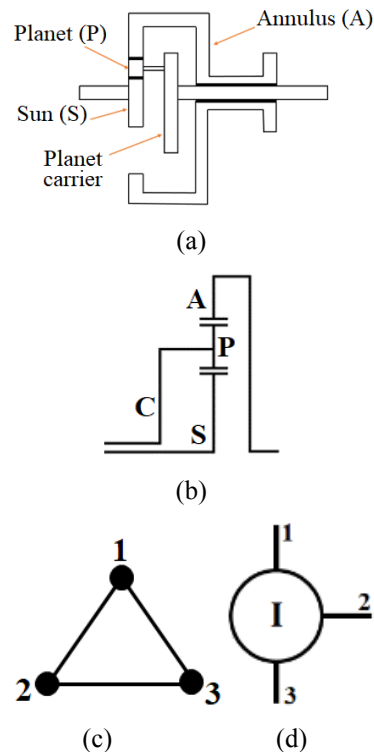 Annulus (A)
Planet (P)
Sun (S)
Planet
carrier
(a)
A
P
C
S
(b)
1
2
3
(c)
1
I
2
3
(d)